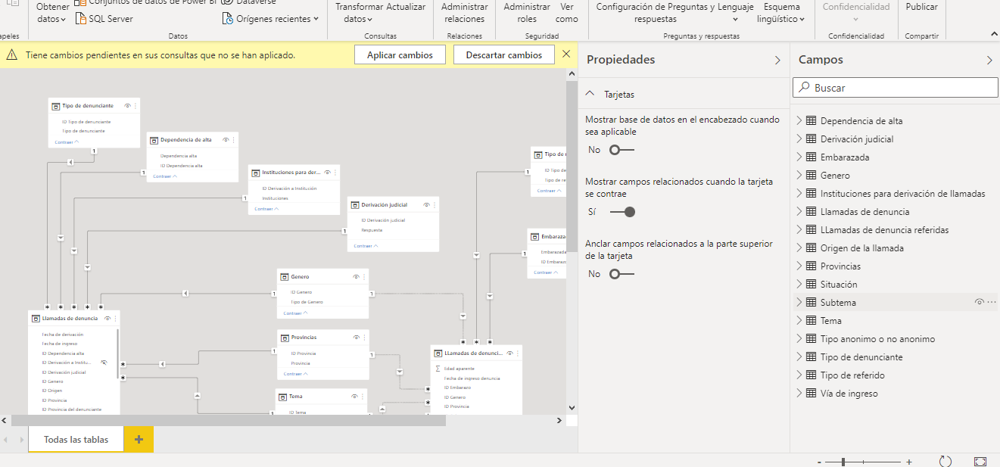 Obtener datos
Conjuntos de datos de Power BI
Dataverse
SQL Server
Orígenes recientes
Transformar datos
Actualizar
Administrar relaciones
Administrar roles
Ver como
Configuración de Preguntas y respuestas
Lenguaje
Esquema lingüístico
Confidencialidad
Publicar
Datos
Consultas
Relaciones
Seguridad
Preguntas y respuestas
Confidencialidad
Compartir
Tiene cambios pendientes en sus consultas que no se han aplicado.
Aplicar cambios
Descartar cambios
Tipo de denunciante
ID Tipo de denunciante
Tipo de denunciante
Contraer
1
Dependencia de alta
Dependencia alta
ID Dependencia alta
Contraer
1
Instituciones para der...
ID Derivación a Institución
Instituciones
Contraer
1
Derivación judicial
ID Derivación judicial
Respuesta
Contraer
1
Tipo de
ID Tipo de
Tipo de re
Contraer
1
Embaraza
Embarazada
ID Embaraz
Contraer
1
Genero
ID Genero
Tipo de Genero
Contraer
1
1
Provincias
ID Provincia
Provincia
Contraer
1
1
Tema
ID Tema
1
Llamadas de denuncia
Fecha de derivación
Fecha de ingreso
ID Dependencia alta
ID Derivación a Institu...
ID Derivación judicial
ID Genero
ID Origen
ID Provincia
ID Provincia del denunciante
LLamadas de denunci...
Edad aparente
Fecha de ingreso denuncia
ID Embarazo
ID Genero
ID Provincia
Todas las tablas
+
Propiedades
Tarjetas
Mostrar base de datos en el encabezado cuando
sea aplicable
No
Mostrar campos relacionados cuando la tarjeta
se contrae
Sí
Anclar campos relacionados a la parte superior
de la tarjeta
No
Campos
Buscar
Dependencia de alta
Derivación judicial
Embarazada
Genero
Instituciones para derivación de llamadas
Llamadas de denuncia
LLamadas de denuncia referidas
Origen de la llamada
Provincias
Situación
Subtema
Tema
Tipo anonimo o no anonimo
Tipo de denunciante
Tipo de referido
Vía de ingreso
- +